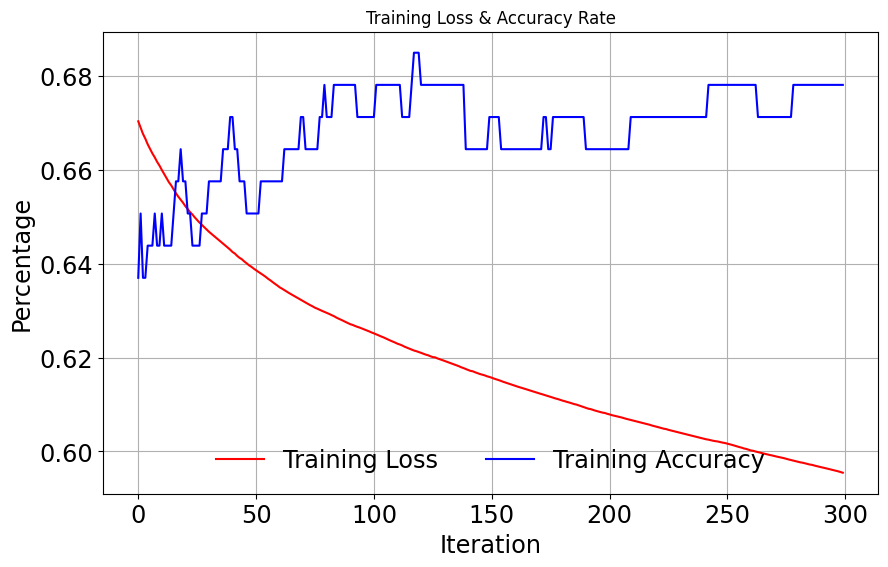 Training Loss & Accuracy Rate
Percentage
0.68
0.66
0.64
0.62
0.60
Training Loss
Training Accuracy
0
50
100
150
200
250
300
Iteration